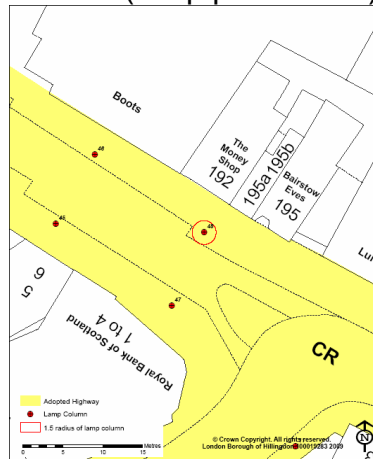 Boots
46
The
Money
Shop
192
195a
195b
Bairstow
Eves
195
48
45
47
6
5
Royal Bank of Scotland
1 to 4
CR
Adopted Highway
Lamp Column
1.5 radius of lamp column
0
5
10
15
Metres
© Crown Copyright. All rights reserved.
London Borough of Hillingdon 100019283 2009
N